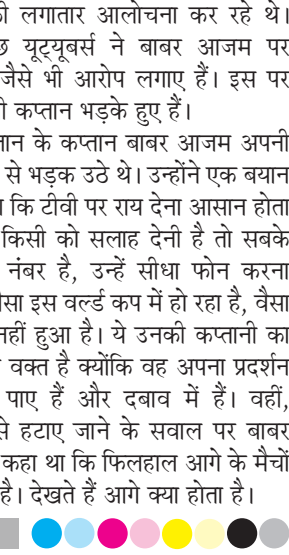 लगातार आलोचना कर रहे थे।
यूट्यूबर्स ने बाबर आजम पर
जैसे भी आरोप लगाए हैं। इस पर
कप्तान भड़के हुए हैं।
के कप्तान बाबर आजम अपनी
से भड़क उठे थे। उन्होंने एक बयान
कि टीवी पर राय देना आसान होता
किसी को सलाह देनी है तो सबके
नंबर है, उन्हें सीधा फोन करना
इस वर्ल्ड कप में हो रहा है, वैसा
नहीं हुआ है। ये उनकी कप्तानी का
वक्त है क्योंकि वह अपना प्रदर्शन
पाए हैं और दबाव में हैं। वहीं,
से हटाए जाने के सवाल पर बाबर
कहा था कि फिलहाल आगे के मैचों
है। देखते हैं आगे क्या होता है।